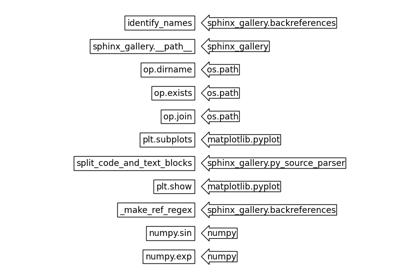 identify_names sphinx_gallery.backreferences
sphinx_gallery.__path__ sphinx_gallery
op.dirname os.path
op.exists os.path
op.join os.path
plt.subplots matplotlib.pyplot
split_code_and_text_blocks sphinx_gallery.py_source_parser
plt.show matplotlib.pyplot
_make_ref_regex sphinx_gallery.backreferences
numpy.sin numpy
numpy.exp numpy